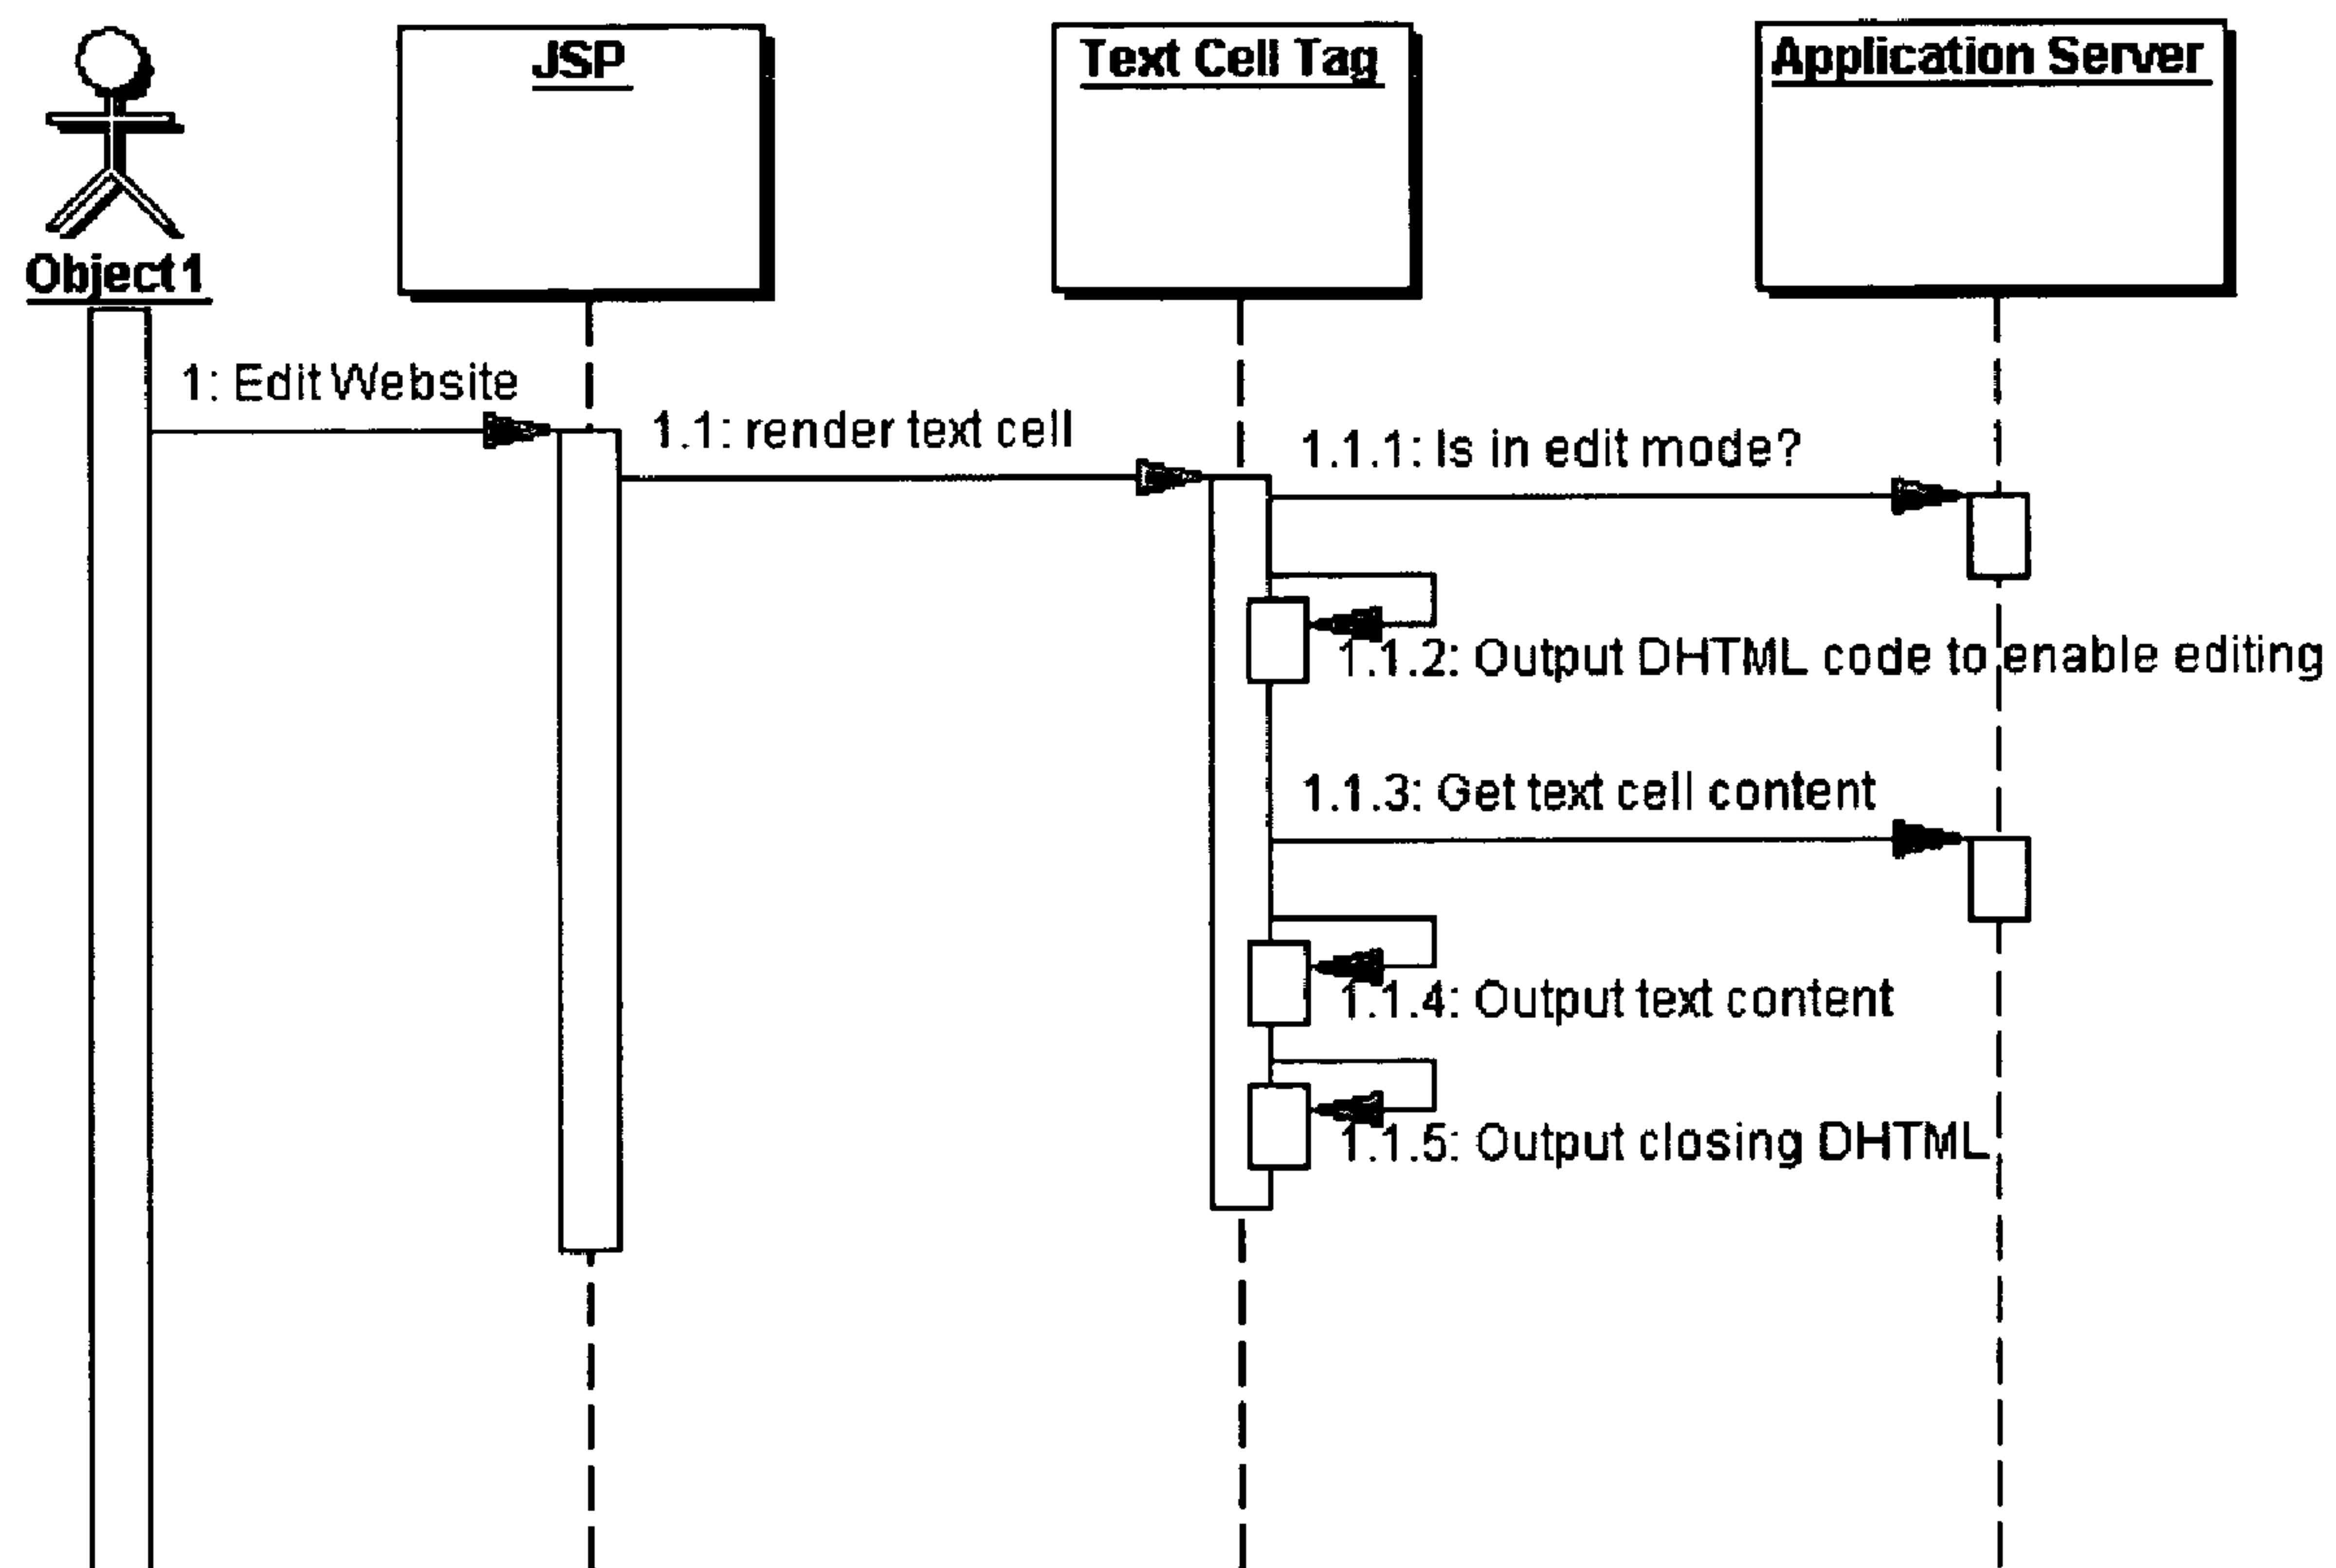 JSP
Text Cell Tag
Application Server
Object1
1: Edit Website
1.1: render text cell
1.1.1: Is in edit mode?
1.1.2: Output DHTML code to enable editing
1.1.3: Get text cell content
1.1.4: Output text content
1.1.5: Output closing DHTML